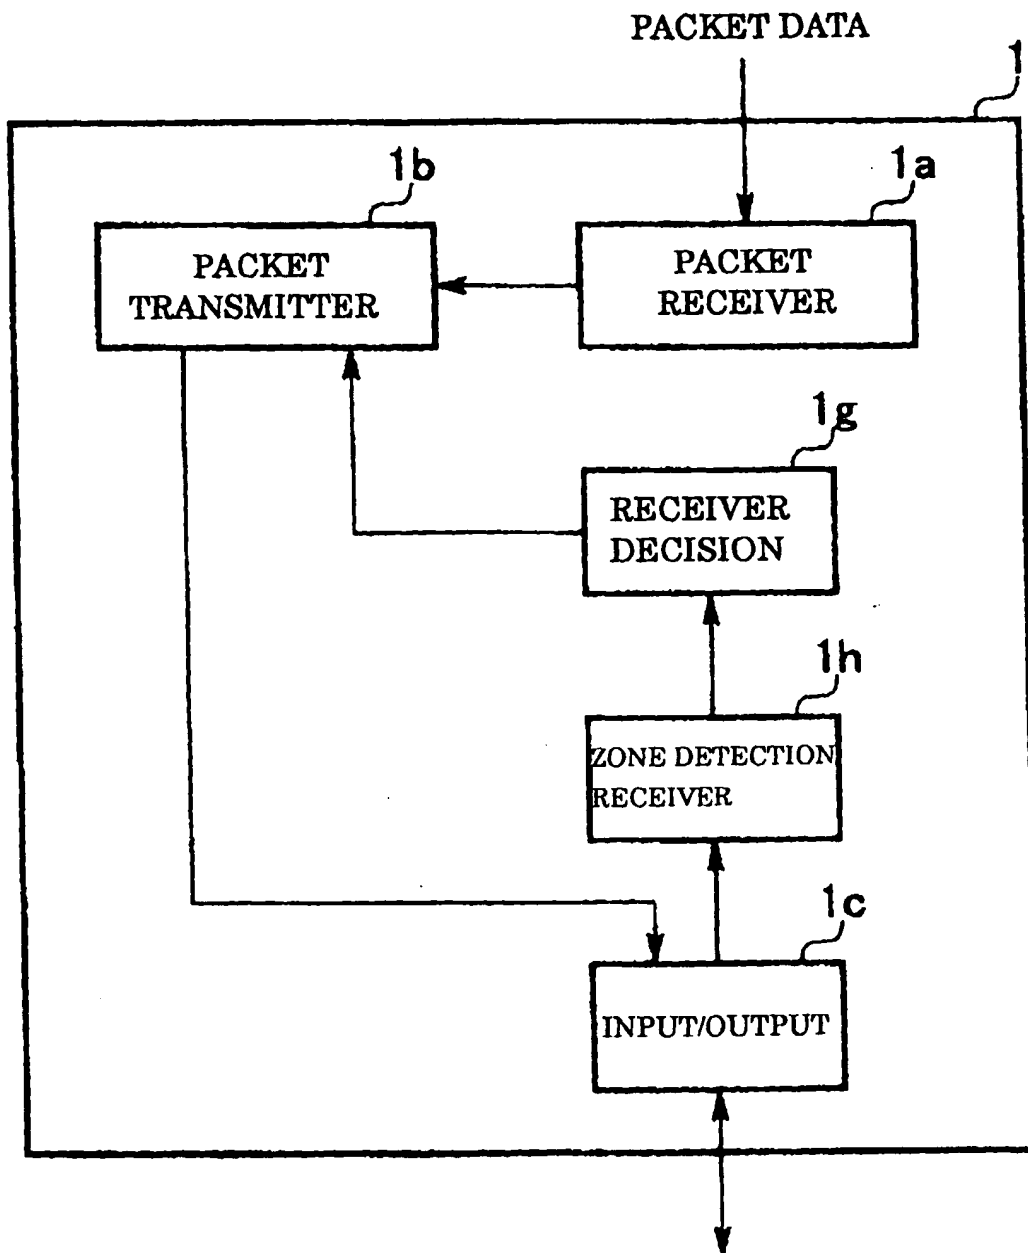 PACKET DATA
1
1b
1a
PACKET
TRANSMITTER
PACKET
RECEIVER
1g
RECEIVER
DECISION
1h
ZONE DETECTION
RECEIVER
1c
INPUT/OUTPUT